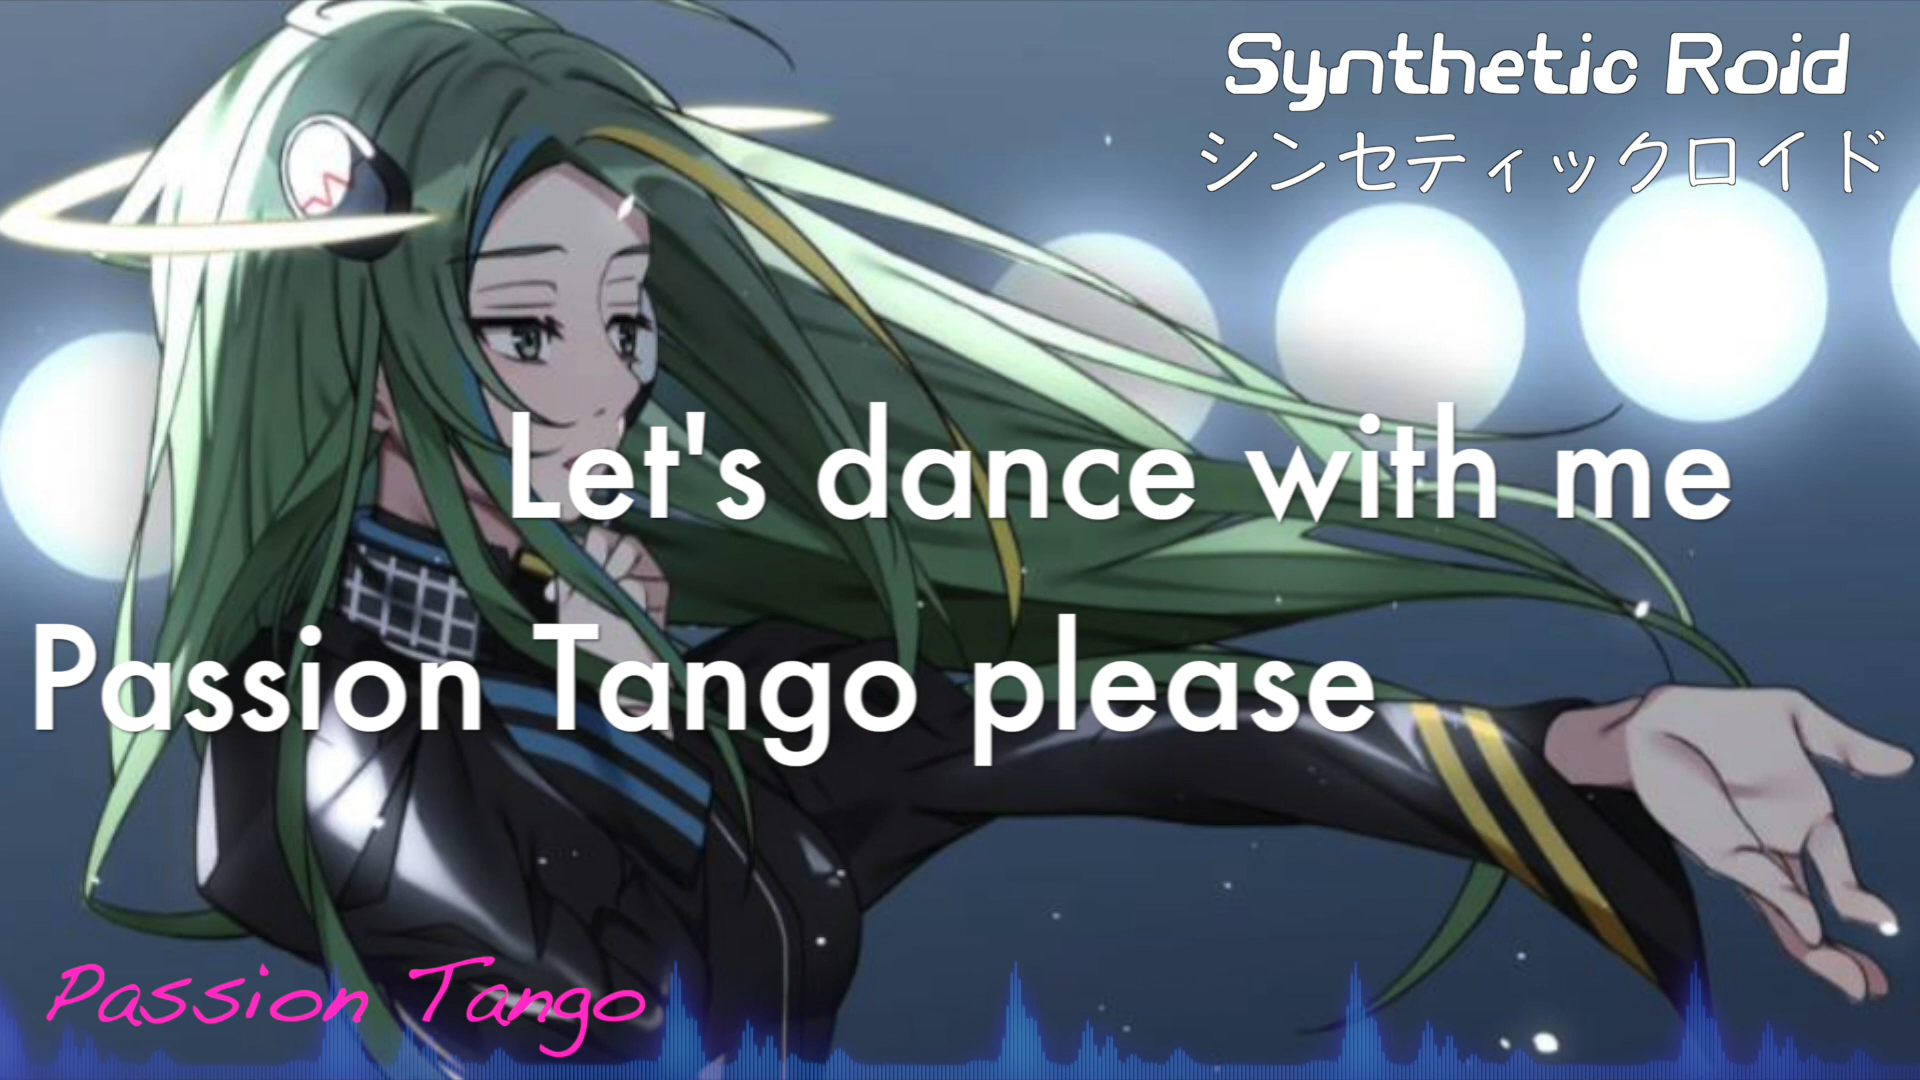 Synthetic Roid
シンセティックロイド
Let's dance with me
Passion Tango please
Passion Tango